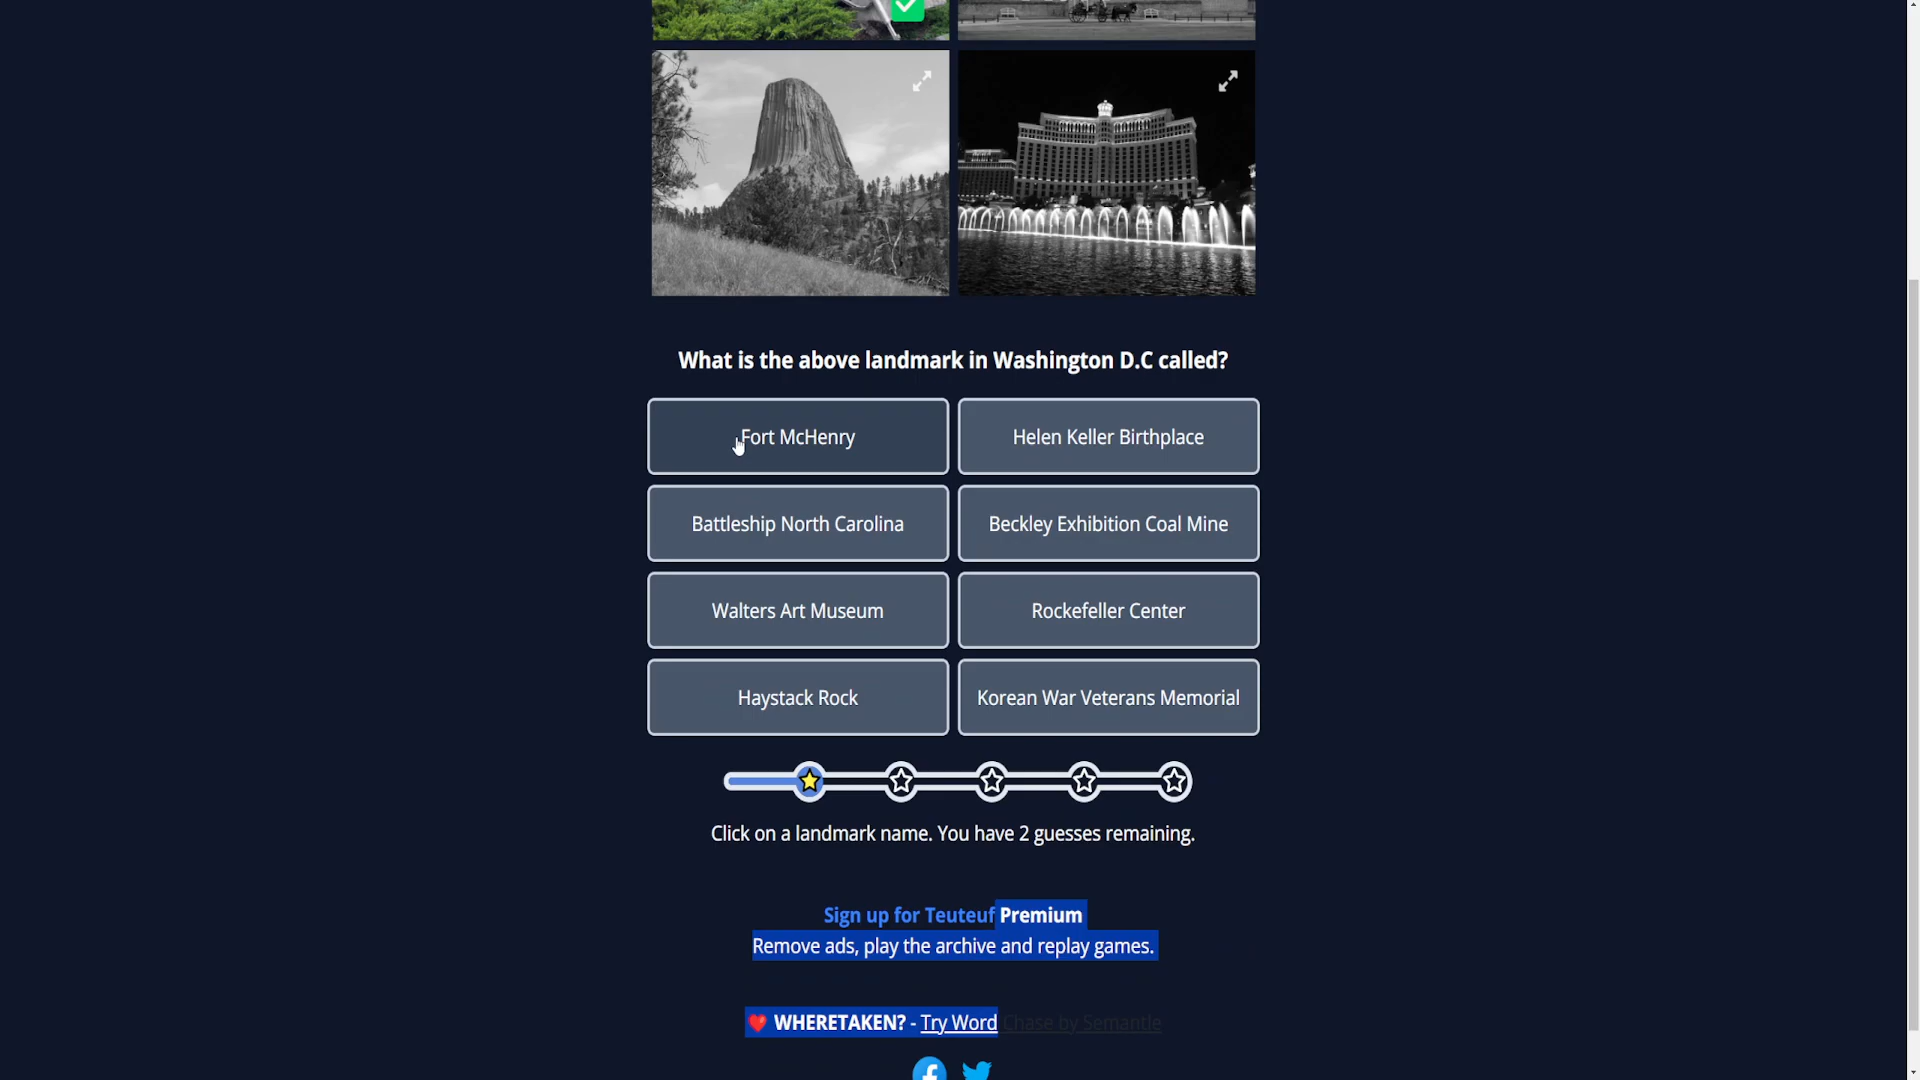 What is the above landmark in Washington D.C called?
Fort McHenry
Helen Keller Birthplace
Battleship North Carolina
Beckley Exhibition Coal Mine
Walters Art Museum
Rockefeller Center
Haystack Rock
Korean War Veterans Memorial
Click on a landmark name. You have 2 guesses remaining.
Sign up for Teuteuf Premium
Remove ads, play the archive and replay games.
❤️ WHERETAKEN? - Try Word Chase by Semantle